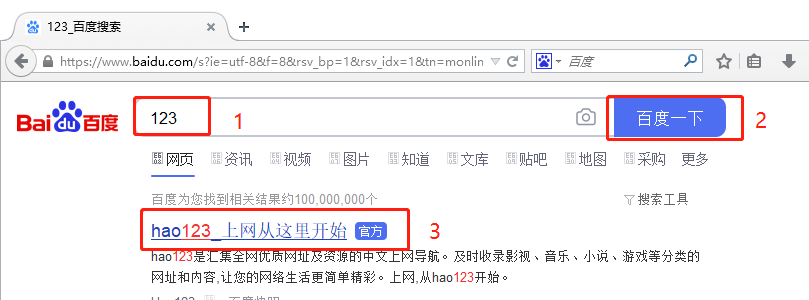 123_百度搜索
https://www.baidu.com/s?ie=utf-8&f=8&rsv_bp=1&rsv_idx=1&tn=monlin
百度
Bai du 百度
123
1
百度一下
2
网页 资讯 视频 图片 知道 文库 贴吧 地图 采购 更多
百度为您找到相关结果约100,000,000个
搜索工具
hao123_上网从这里开始 官方
3
hao123是汇集全网优质网址及资源的中文上网导航。及时收录影视、音乐、小说、游戏等分类的
网址和内容,让您的网络生活更简单精彩。上网,从hao123开始。